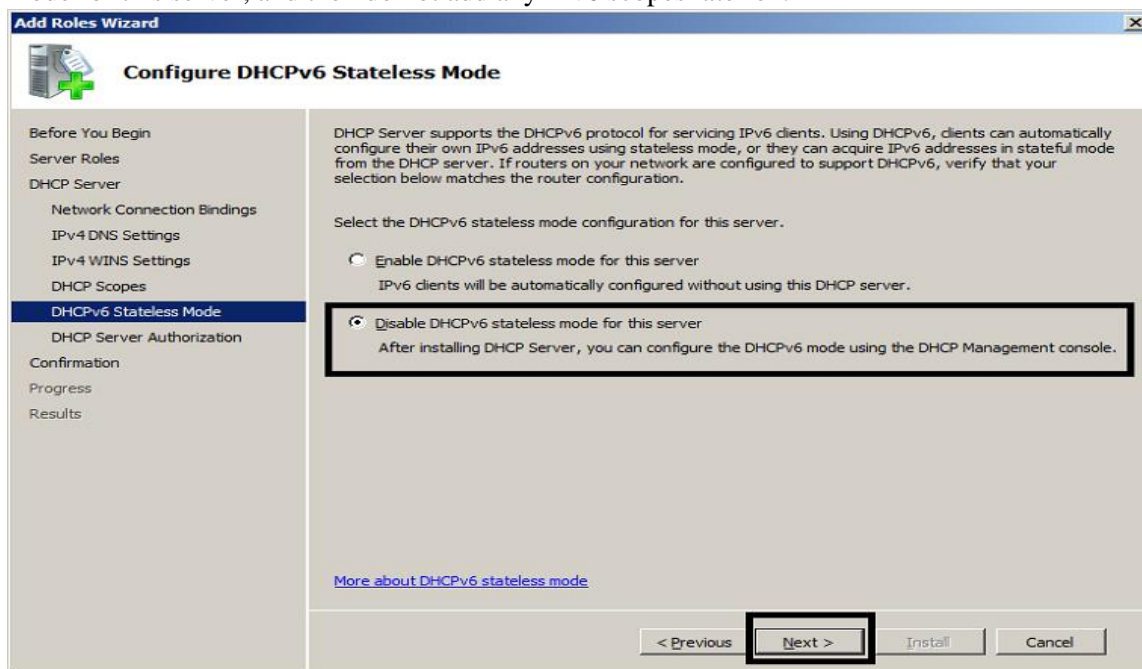 Add Roles Wizard
Configure DHCPv6 Stateless Mode
Before You Begin
Server Roles
DHCP Server
Network Connection Bindings
IPv4 DNS Settings
IPv4 WINS Settings
DHCP Scopes
DHCPv6 Stateless Mode
DHCP Server Authorization
Confirmation
Progress
Results
DHCP Server supports the DHCPv6 protocol for servicing IPv6 clients. Using DHCPv6, clients can automatically
configure their own IPv6 addresses using stateless mode, or they can acquire IPv6 addresses in stateful mode
from the DHCP server. If routers on your network are configured to support DHCPv6, verify that your
selection below matches the router configuration.
Select the DHCPv6 stateless mode configuration for this server.
Enable DHCPv6 stateless mode for this server
IPv6 clients will be automatically configured without using this DHCP server.
Disable DHCPv6 stateless mode for this server
After installing DHCP Server, you can configure the DHCPv6 mode using the DHCP Management console.
More about DHCPv6 stateless mode
< Previous
Next >
Install
Cancel